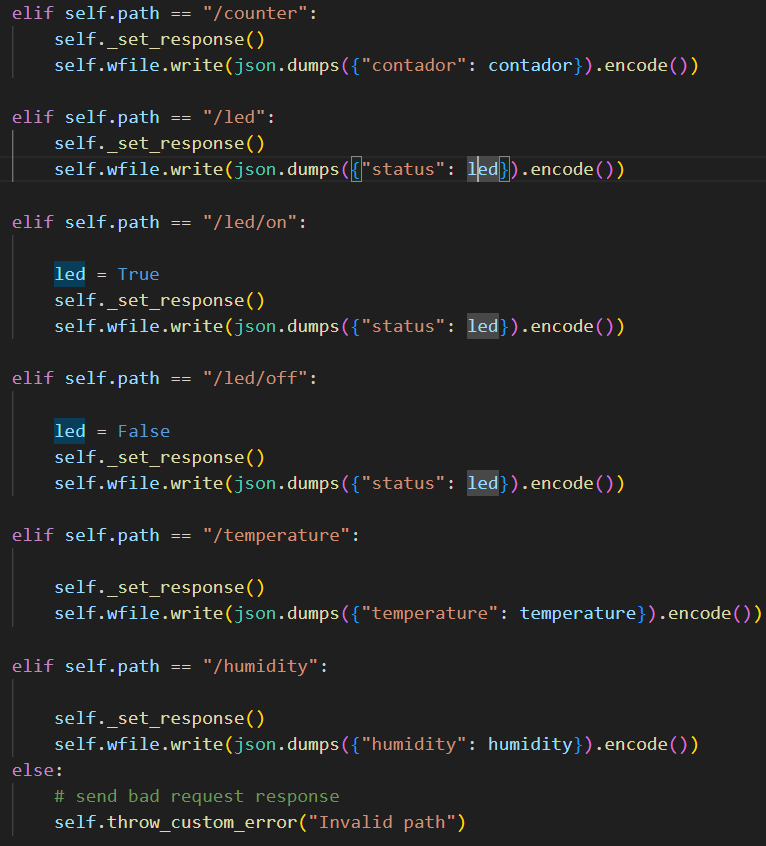 elif self.path == "/counter":
    self._set_response()
    self.wfile.write(json.dumps({"contador": contador}).encode())

elif self.path == "/led":
    self._set_response()
    self.wfile.write(json.dumps({"status": led}).encode())

elif self.path == "/led/on":

    led = True
    self._set_response()
    self.wfile.write(json.dumps({"status": led}).encode())

elif self.path == "/led/off":

    led = False
    self._set_response()
    self.wfile.write(json.dumps({"status": led}).encode())

elif self.path == "/temperature":

    self._set_response()
    self.wfile.write(json.dumps({"temperature": temperature}).encode())

elif self.path == "/humidity":

    self._set_response()
    self.wfile.write(json.dumps({"humidity": humidity}).encode())
else:
    # send bad request response
    self.throw_custom_error("Invalid path")